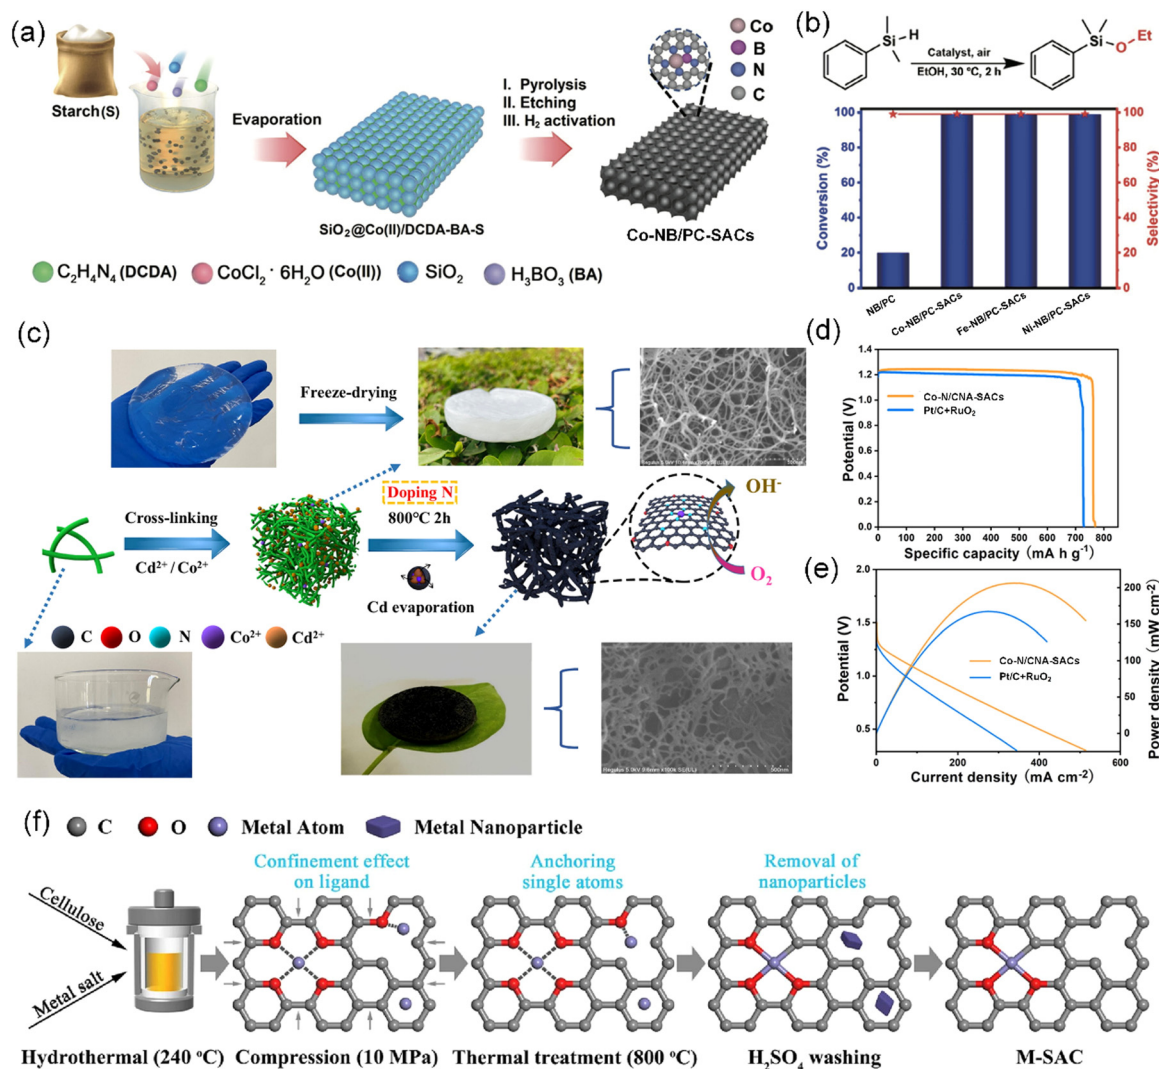 (a)
Starch(S)
Evaporation
I. Pyrolysis
II. Etching
III. H₂ activation
Co
B
N
C
SiO₂@Co(II)/DCDA-BA-S
Co-NB/PC-SACs
C₂H₄N₄ (DCDA)
CoCl₂ · 6H₂O (Co(II))
SiO₂
H₃BO₃ (BA)
(b)
Si
H
Catalyst, air
EtOH, 30 °C, 2 h
Si
O
Et
Conversion (%)
100
80
60
40
20
0
Selectivity (%)
100
80
60
40
20
0
NB/PC
Co-NB/PC-SACs
Fe-NB/PC-SACs
Ni-NB/PC-SACs
(c)
Freeze-drying
Cross-linking
Cd²⁺ / Co²⁺
Doping N
800℃ 2h
Cd evaporation
OH⁻
O₂
C
O
N
Co²⁺
Cd²⁺
(d)
Potential (V)
1.4
1.2
0.9
0.6
0.3
0.0
Co-N/CNA-SACs
Pt/C+RuO₂
0 100 200 300 400 500 600 700 800
Specific capacity (mA h g⁻¹)
(e)
Potential (V)
2.0
1.5
1.0
0.5
Co-N/CNA-SACs
Pt/C+RuO₂
200
150
100
50
0
Power density (mW cm⁻²)
0 200 400 600
Current density (mA cm⁻²)
(f)
C
O
Metal Atom
Metal Nanoparticle
Cellulose
Metal salt
Confinement effect
on ligand
Anchoring
single atoms
Removal of
nanoparticles
Hydrothermal (240 °C)
Compression (10 MPa)
Thermal treatment (800 °C)
H₂SO₄ washing
M-SAC